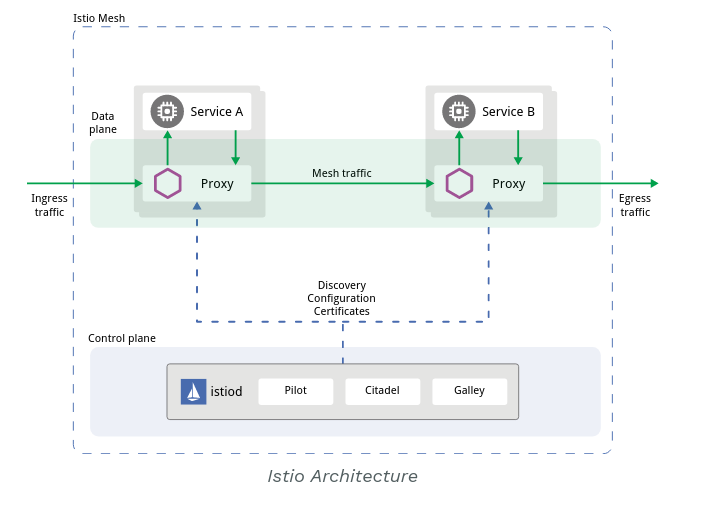 Istio Mesh
Service A
Service B
Data
plane
Proxy
Mesh traffic
Proxy
Ingress
traffic
Egress
traffic
Discovery
Configuration
Certificates
Control plane
istiod
Pilot
Citadel
Galley
Istio Architecture